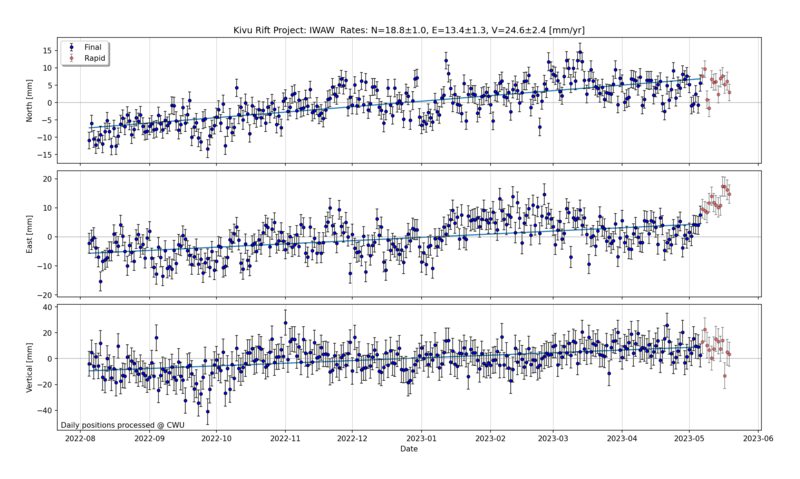 Kivu Rift Project: IWAW  Rates: N=18.8±1.0, E=13.4±1.3, V=24.6±2.4 [mm/yr]
Final
Rapid
North [mm]
15
10
5
0
−5
−10
−15
East [mm]
20
10
0
−10
−20
Vertical [mm]
40
20
0
−20
−40
Daily positions processed @ CWU
2022-08 2022-09 2022-10 2022-11 2022-12 2023-01 2023-02 2023-03 2023-04 2023-05 2023-06
Date